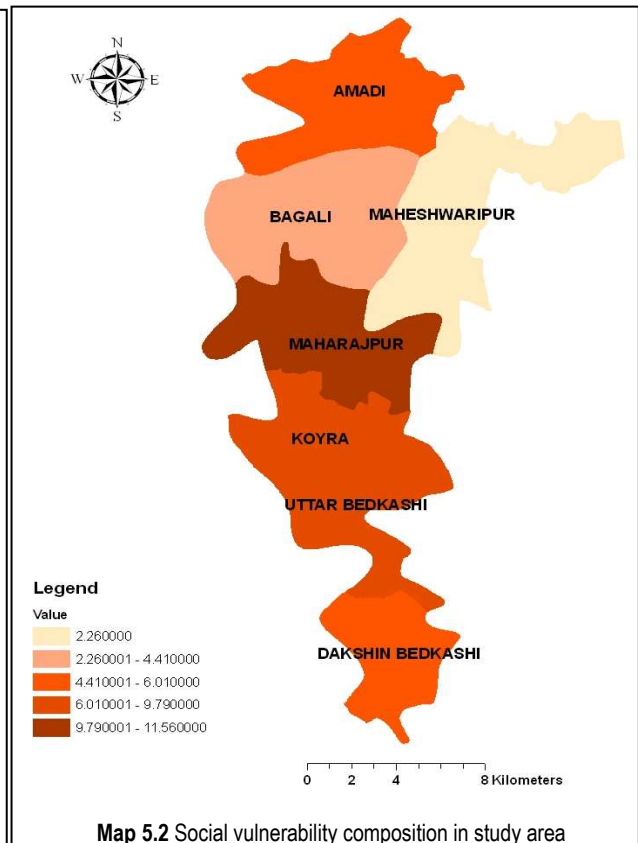 N
W E
S
AMADI
BAGALI MAHESHWARIPUR
MAHARAJPUR
KOYRA
UTTAR BEDKASHI
DAKSHIN BEDKASHI
Legend
Value
2.260000
2.260001 - 4.410000
4.410001 - 6.010000
6.010001 - 9.790000
9.790001 - 11.560000
0 2 4 8 Kilometers
Map 5.2 Social vulnerability composition in study area